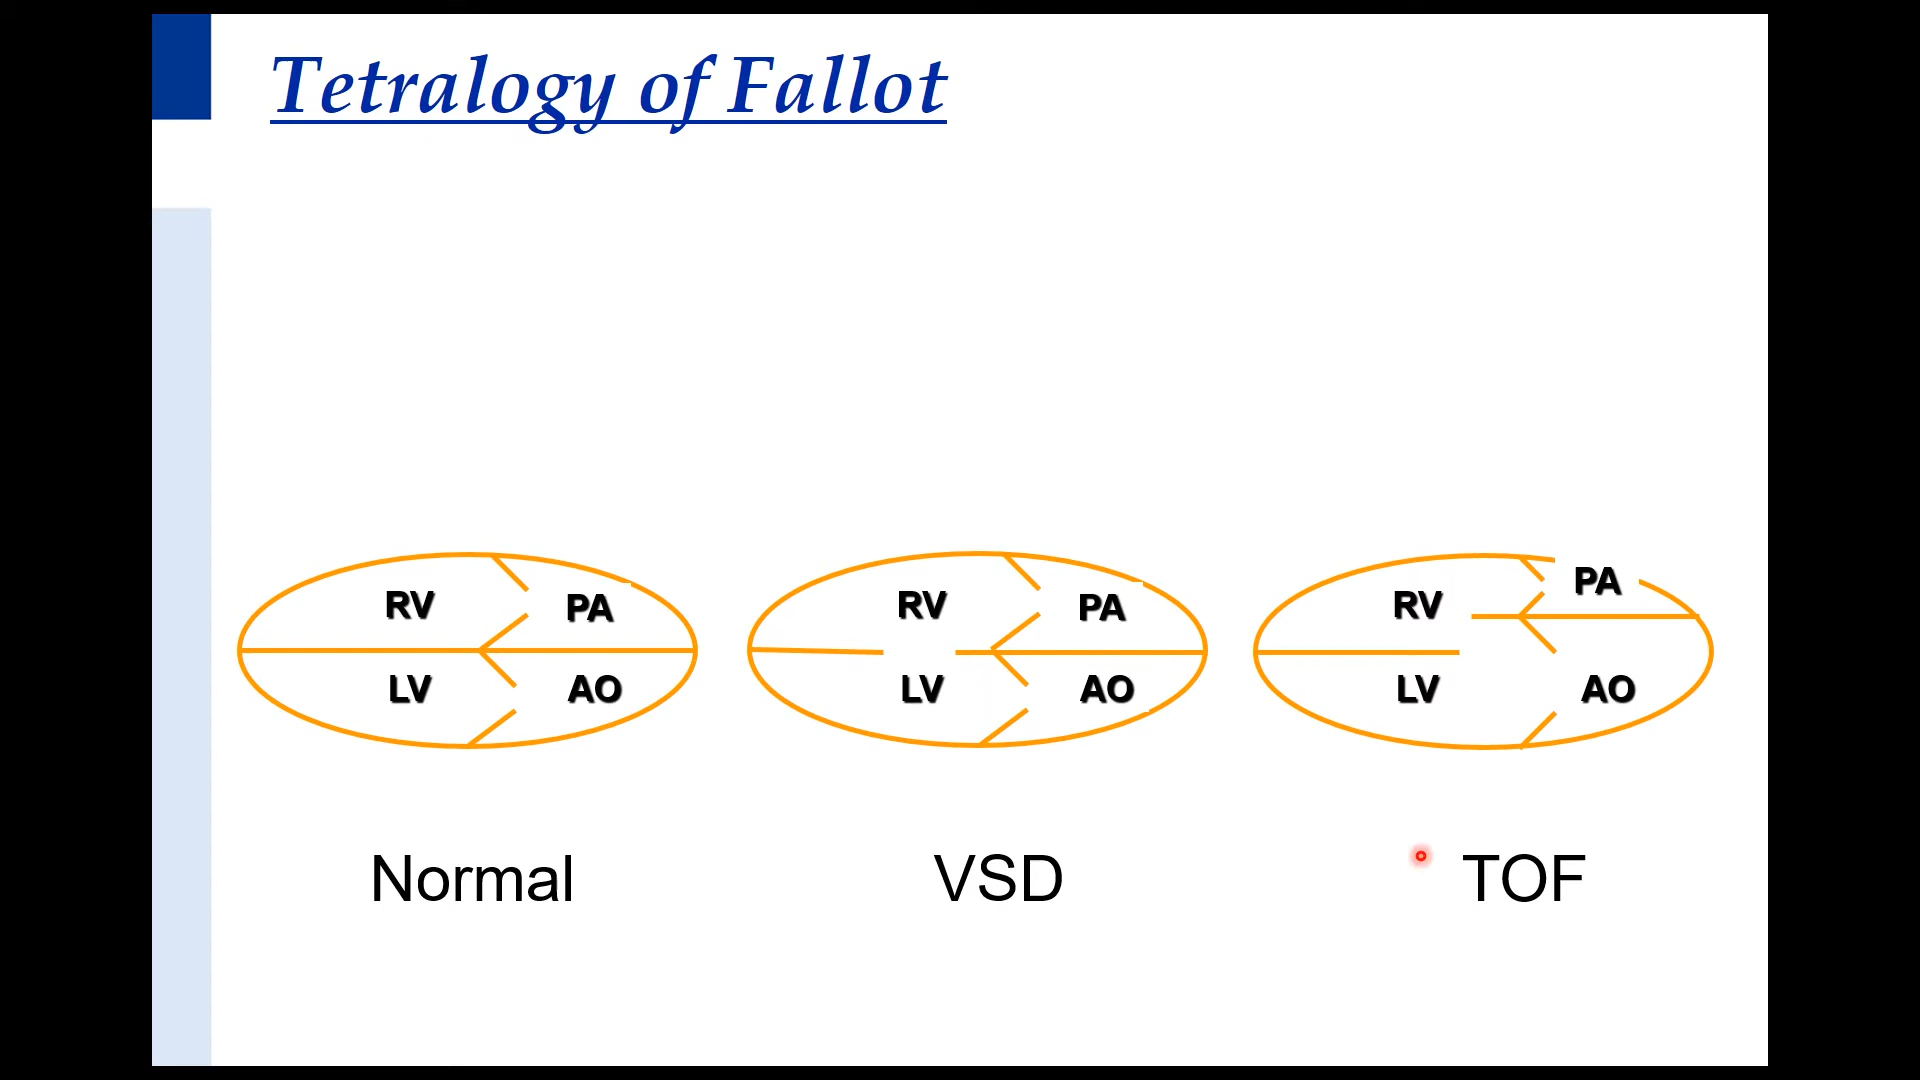 Tetralogy of Fallot
RV PA
LV AO
RV PA
LV AO
RV PA
LV AO
Normal VSD TOF